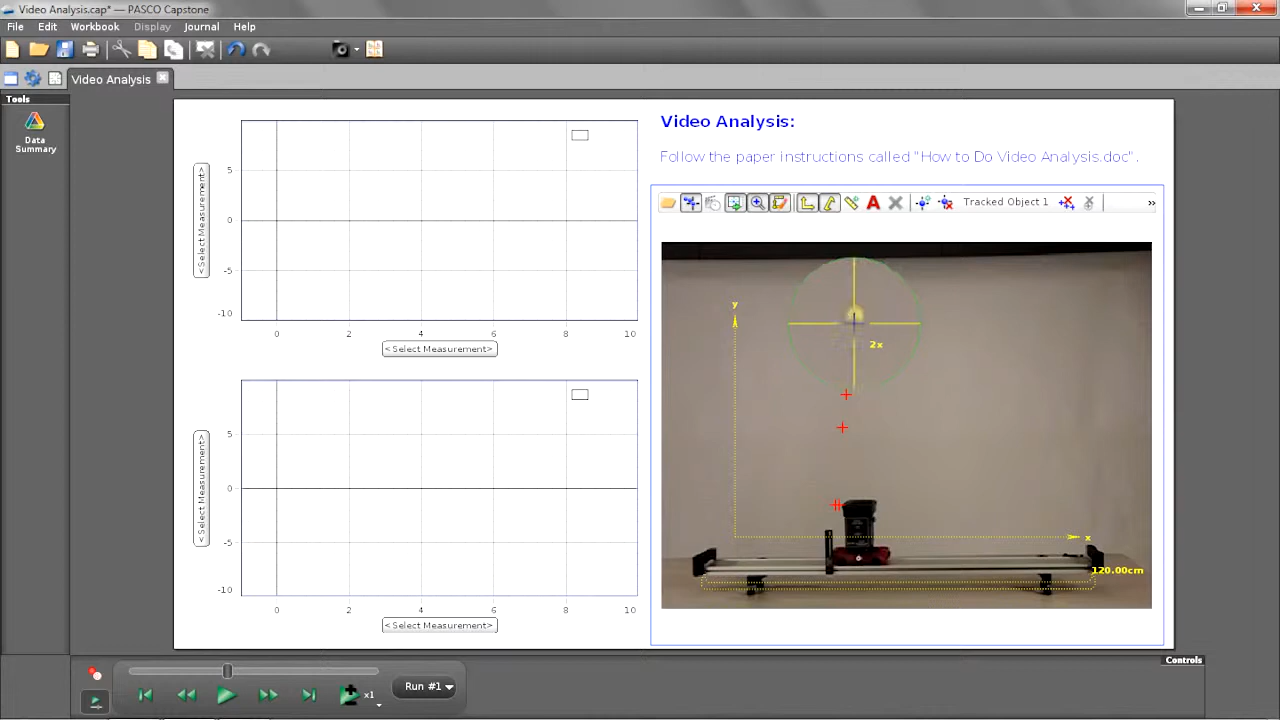 Video Analysis.cap* — PASCO Capstone
File Edit Workbook Display Journal Help
Video Analysis
Tools
Data
Summary
5
0
-5
-10
<Select Measurement>
0 2 4 6 8 10
<Select Measurement>
5
0
-5
-10
<Select Measurement>
0 2 4 6 8 10
<Select Measurement>
Video Analysis:
Follow the paper instructions called "How to Do Video Analysis.doc".
A Tracked Object 1 »
y
2x
x
120.00cm
Controls
x1 Run #1